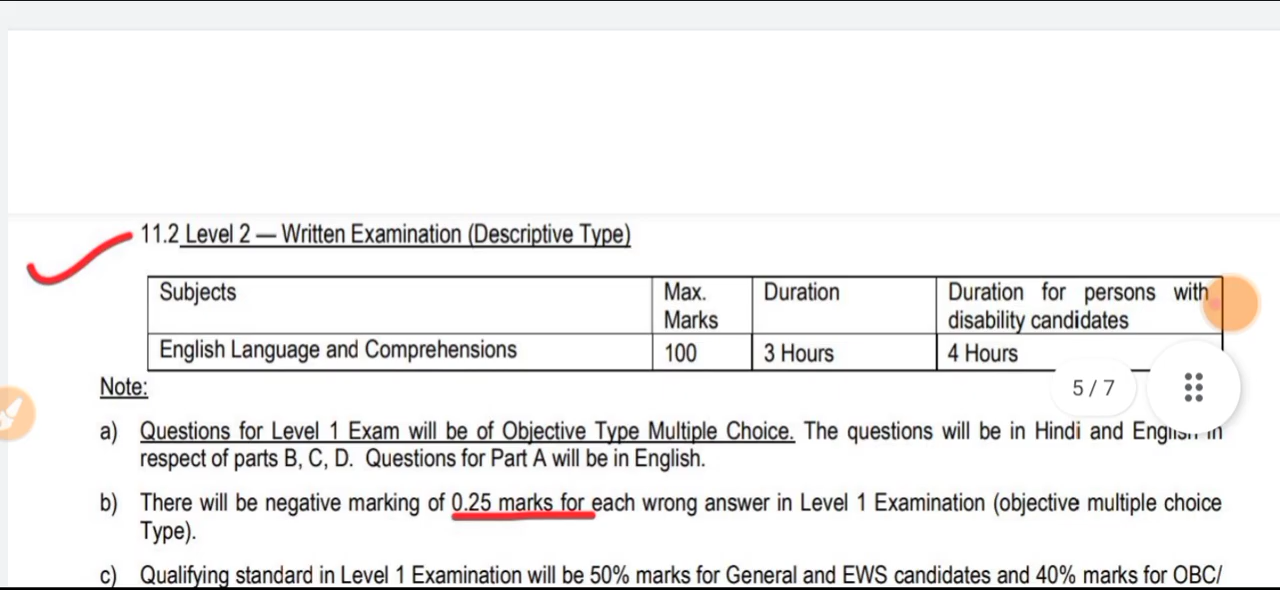 11.2 Level 2 — Written Examination (Descriptive Type)
Subjects Max. Marks Duration Duration for persons with disability candidates
English Language and Comprehensions 100 3 Hours 4 Hours
Note:
5 / 7
a) Questions for Level 1 Exam will be of Objective Type Multiple Choice. The questions will be in Hindi and English in
respect of parts B, C, D. Questions for Part A will be in English.
b) There will be negative marking of 0.25 marks for each wrong answer in Level 1 Examination (objective multiple choice
Type).
c) Qualifying standard in Level 1 Examination will be 50% marks for General and EWS candidates and 40% marks for OBC/